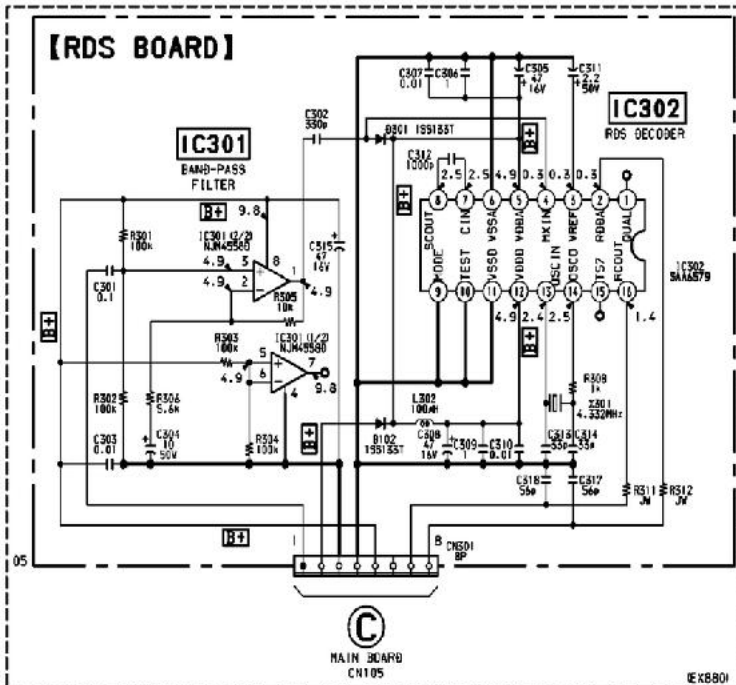 【RDS BOARD】
C307
0.01
C306
1
C305
47
16V
C311
2.2
50V
C302
330p
D301 1SS133T
B+
IC302
RDS DECODER
IC301
BAND-PASS
FILTER
C312
1000p
B+
2.5 2.5 4.9 0.3 0.3 0.3
8 7 6 5 4 3 2 1
SCOUT CIN VSSA VDDA MXIN VREF RDDA QUAL
MODE TEST VSSD VDDD OSCIN OSCO T57 RCOUT
9 10 11 12 13 14 15 16
4.9 2.4 2.5 1.4
IC302
SAA6579
B+
9.8
R301
100k
IC301 (2/2)
NJM4558D
8
4.9 3
4.9 2
1
4.9
C315
47
16V
C301
0.1
R305
10k
B+
R303
100k
IC301 (1/2)
NJM4558D
5
4.9 6
7
9.8
4
B+
R308
1k
X301
4.332MHz
R302
100k
R306
5.6k
L302
100μH
D102
1SS133T
B+
C303
0.01
C304
10
50V
R304
100k
C308
47
16V
C309
1
C310
0.01
C313
33p
C314
33p
C318
56p
C317
56p
R311
JW
R312
JW
B+
1 8
CN301
8P
05
C
MAIN BOARD
CN105
(EX880)